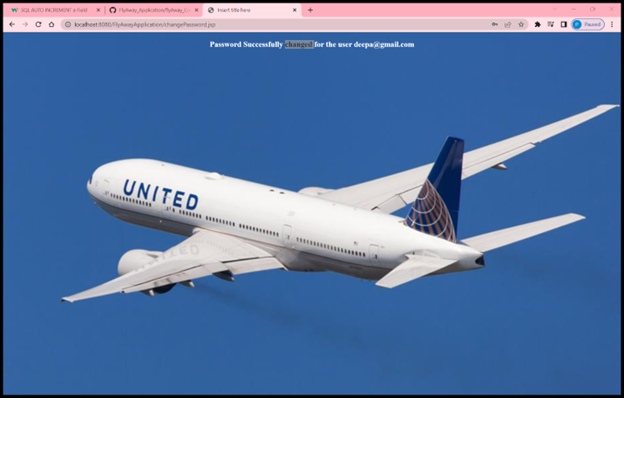 SQL AUTO INCREMENT a Field
FlyAway_Application/flyaway_C
Insert title here
localhost:8080/FlyAwayApplication/changePassword.jsp
Paused
Password Successfully changed for the user deepa@gmail.com
UNITED